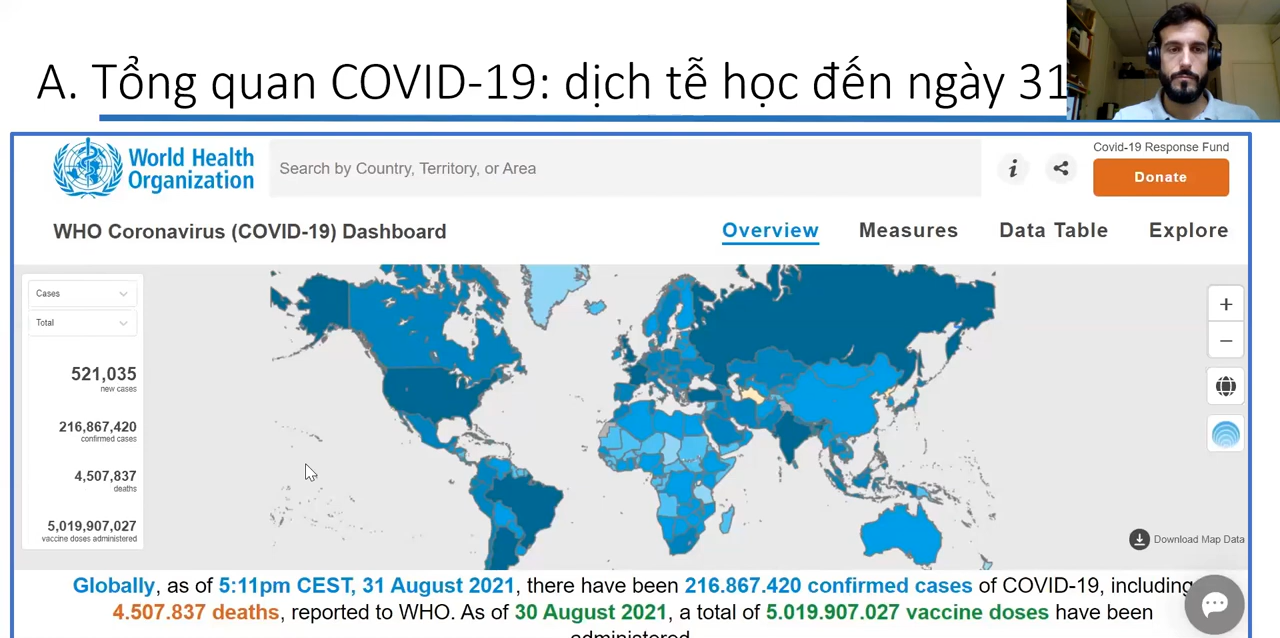 A. Tổng quan COVID-19: dịch tễ học đến ngày 31
World Health
Organization
Search by Country, Territory, or Area
Covid-19 Response Fund
Donate
WHO Coronavirus (COVID-19) Dashboard
Overview
Measures
Data Table
Explore
Cases
Total
521,035
new cases
216,867,420
confirmed cases
4,507,837
deaths
5,019,907,027
vaccine doses administered
Download Map Data
Globally, as of 5:11pm CEST, 31 August 2021, there have been 216.867.420 confirmed cases of COVID-19, including
4.507.837 deaths, reported to WHO. As of 30 August 2021, a total of 5.019.907.027 vaccine doses have been
administered